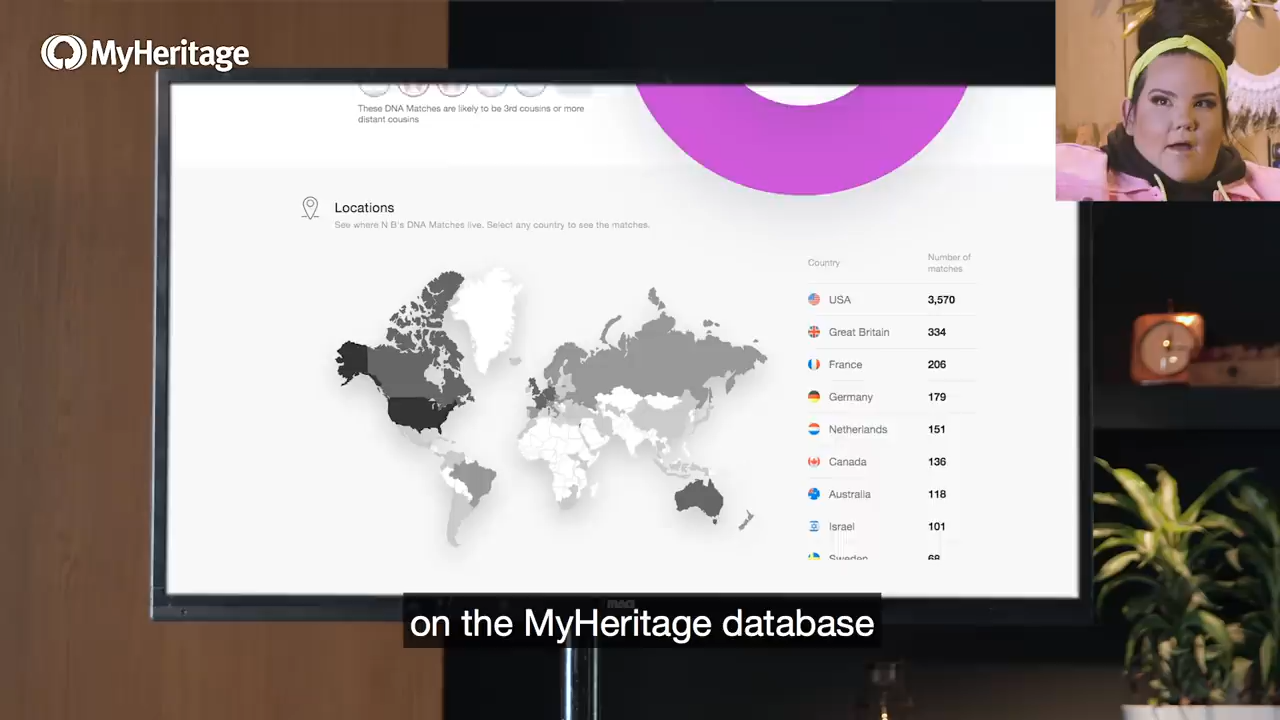 MyHeritage
These DNA Matches are likely to be 3rd cousins or more
distant cousins
Locations
See where N B's DNA Matches live. Select any country to see the matches.
Country Number of matches
USA 3,570
Great Britain 334
France 206
Germany 179
Netherlands 151
Canada 136
Australia 118
Israel 101
Sweden 68
on the MyHeritage database